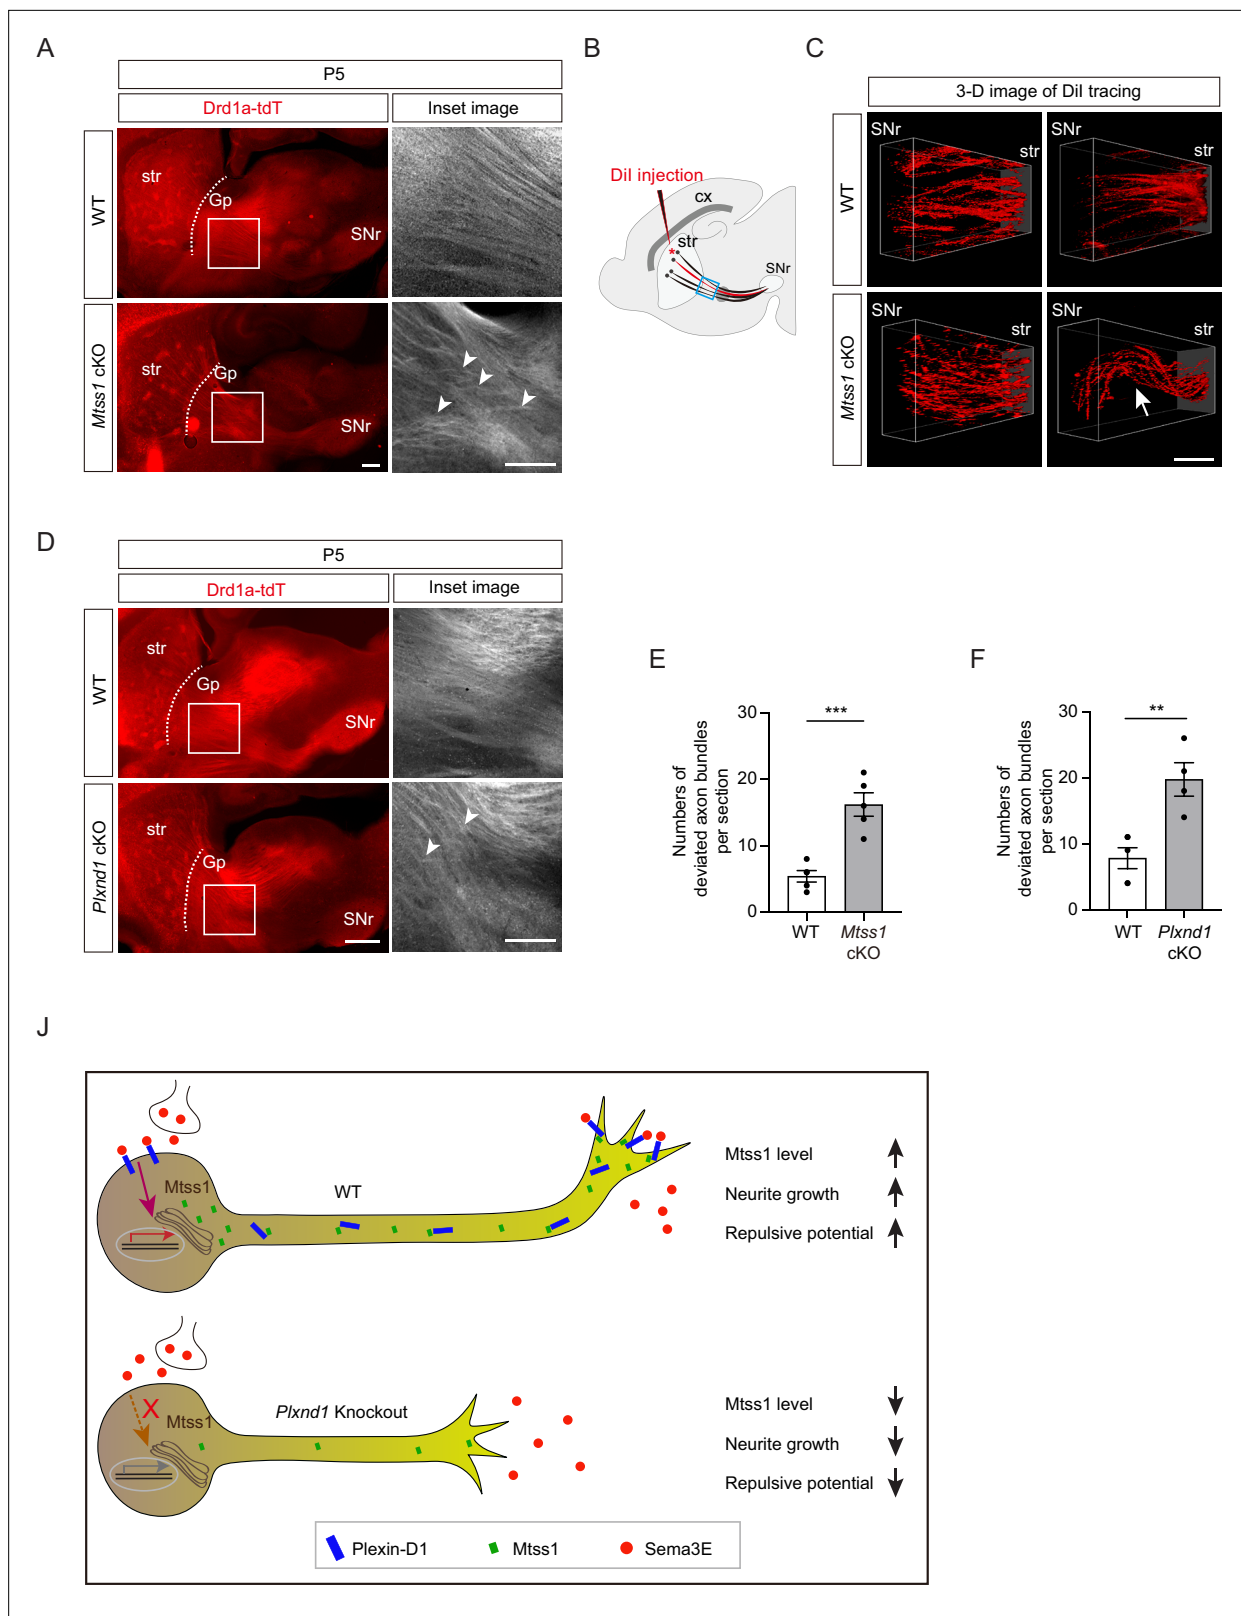 A
P5
Drd1a-tdT
Inset image
WT
str
Gp
SNr
Mtss1 cKO
str
Gp
SNr
B
DiI injection
cx
str
*
SNr
C
3-D image of DiI tracing
WT
SNr
str
SNr
str
Mtss1 cKO
SNr
str
SNr
str
D
P5
Drd1a-tdT
Inset image
WT
str
Gp
SNr
Plxnd1 cKO
str
Gp
SNr
E
Numbers of
deviated axon bundles
per section
30
20
10
0
***
WT
Mtss1
cKO
F
Numbers of
deviated axon bundles
per section
30
20
10
0
**
WT
Plxnd1
cKO
J
Mtss1
WT
Mtss1 level
Neurite growth
Repulsive potential
X
Mtss1
Plxnd1 Knockout
Mtss1 level
Neurite growth
Repulsive potential
Plexin-D1
Mtss1
Sema3E